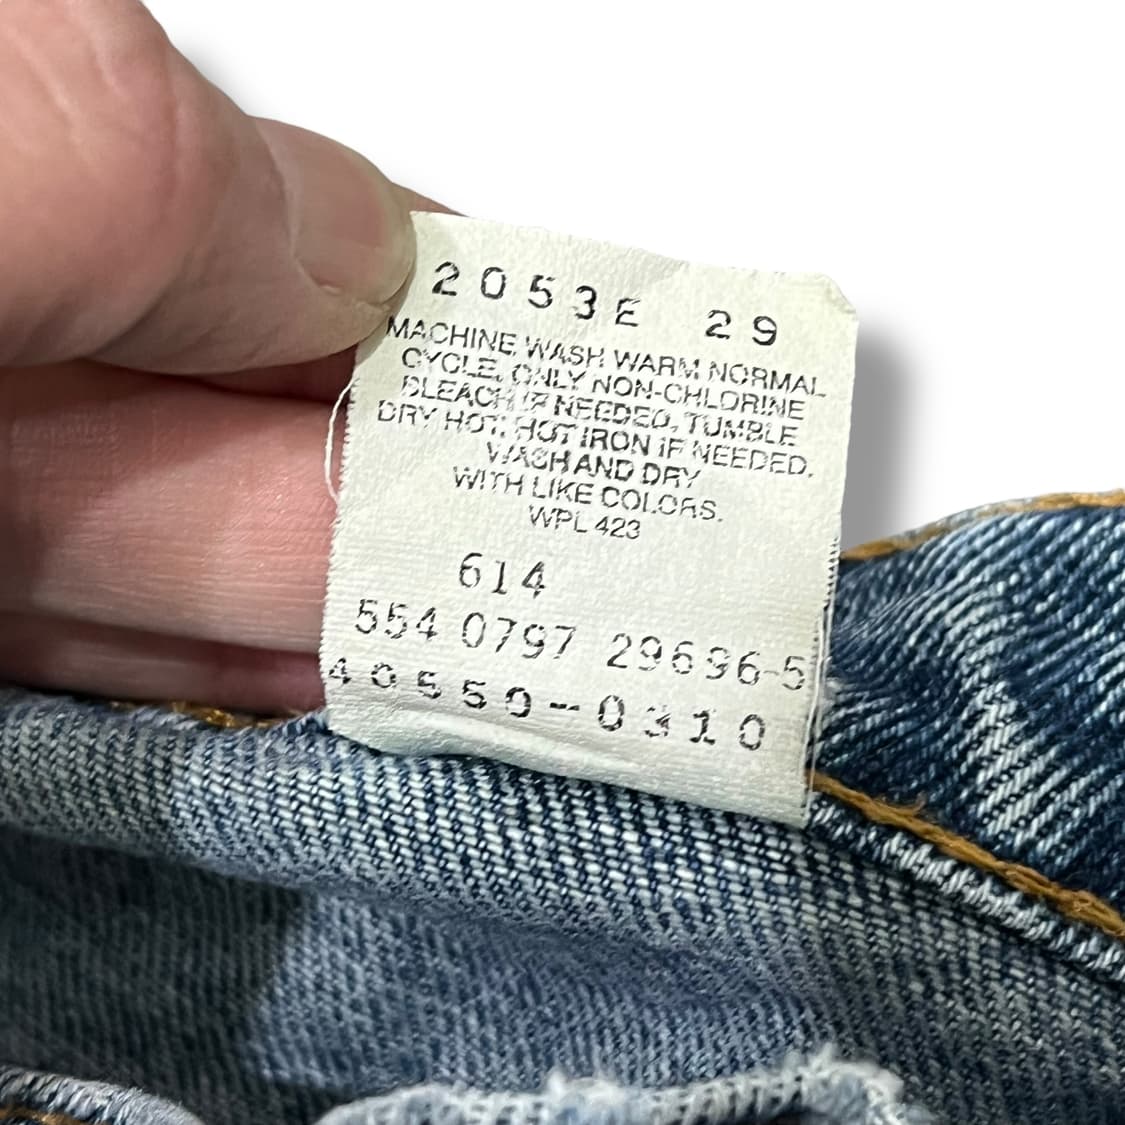 2053E 29
MACHINE WASH WARM NORMAL
CYCLE, ONLY NON-CHLORINE
BLEACH IF NEEDED, TUMBLE
DRY HOT, HOT IRON IF NEEDED.
WASH AND DRY
WITH LIKE COLORS.
WPL 423
614
554 0797 29696-5
40550-0310